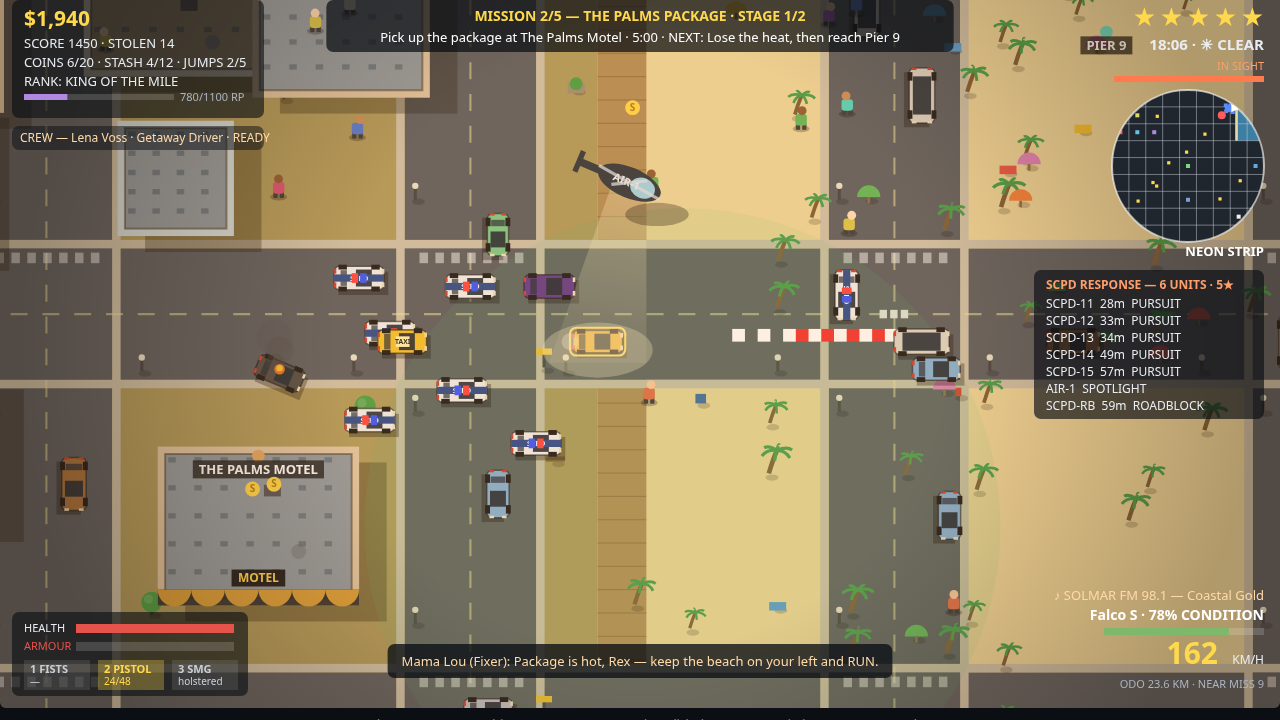 $1,940
SCORE 1450 · STOLEN 14
COINS 6/20 · STASH 4/12 · JUMPS 2/5
RANK: KING OF THE MILE
780/1100 RP
CREW — Lena Voss · Getaway Driver · READY
MISSION 2/5 — THE PALMS PACKAGE · STAGE 1/2
Pick up the package at The Palms Motel · 5:00 · NEXT: Lose the heat, then reach Pier 9
PIER 9
18:06 · ☀ CLEAR
IN SIGHT
NEON STRIP
SCPD RESPONSE — 6 UNITS · 5★
SCPD-11 28m PURSUIT
SCPD-12 33m PURSUIT
SCPD-13 34m PURSUIT
SCPD-14 49m PURSUIT
SCPD-15 57m PURSUIT
AIR-1 SPOTLIGHT
SCPD-RB 59m ROADBLOCK
TAXI
S
S
S
THE PALMS MOTEL
MOTEL
HEALTH
ARMOUR
1 FISTS
—
2 PISTOL
24/48
3 SMG
holstered
Mama Lou (Fixer): Package is hot, Rex — keep the beach on your left and RUN.
♪ SOLMAR FM 98.1 — Coastal Gold
Falco S · 78% CONDITION
162 KM/H
ODO 23.6 KM · NEAR MISS 9